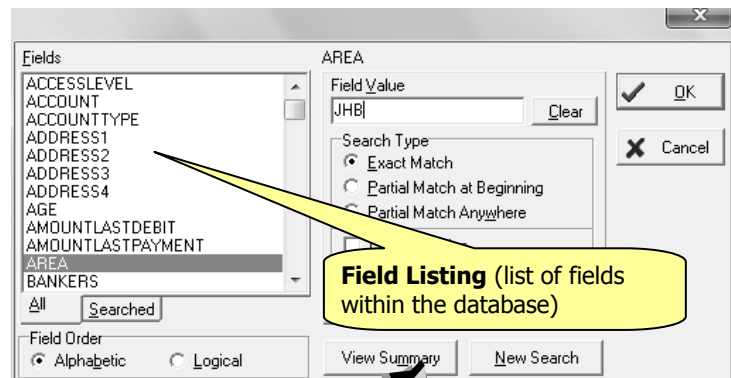 Fields
ACCESSLEVEL
ACCOUNT
ACCOUNTTYPE
ADDRESS1
ADDRESS2
ADDRESS3
ADDRESS4
AGE
AMOUNTLASTDEBIT
AMOUNTLASTPAYMENT
AREA
BANKERS
All
Searched
Field Order
Alphabetic
Logical
AREA
Field Value
JHB
Clear
Search Type
Exact Match
Partial Match at Beginning
Partial Match Anywhere
Field Listing (list of fields
within the database)
View Summary
New Search
OK
Cancel